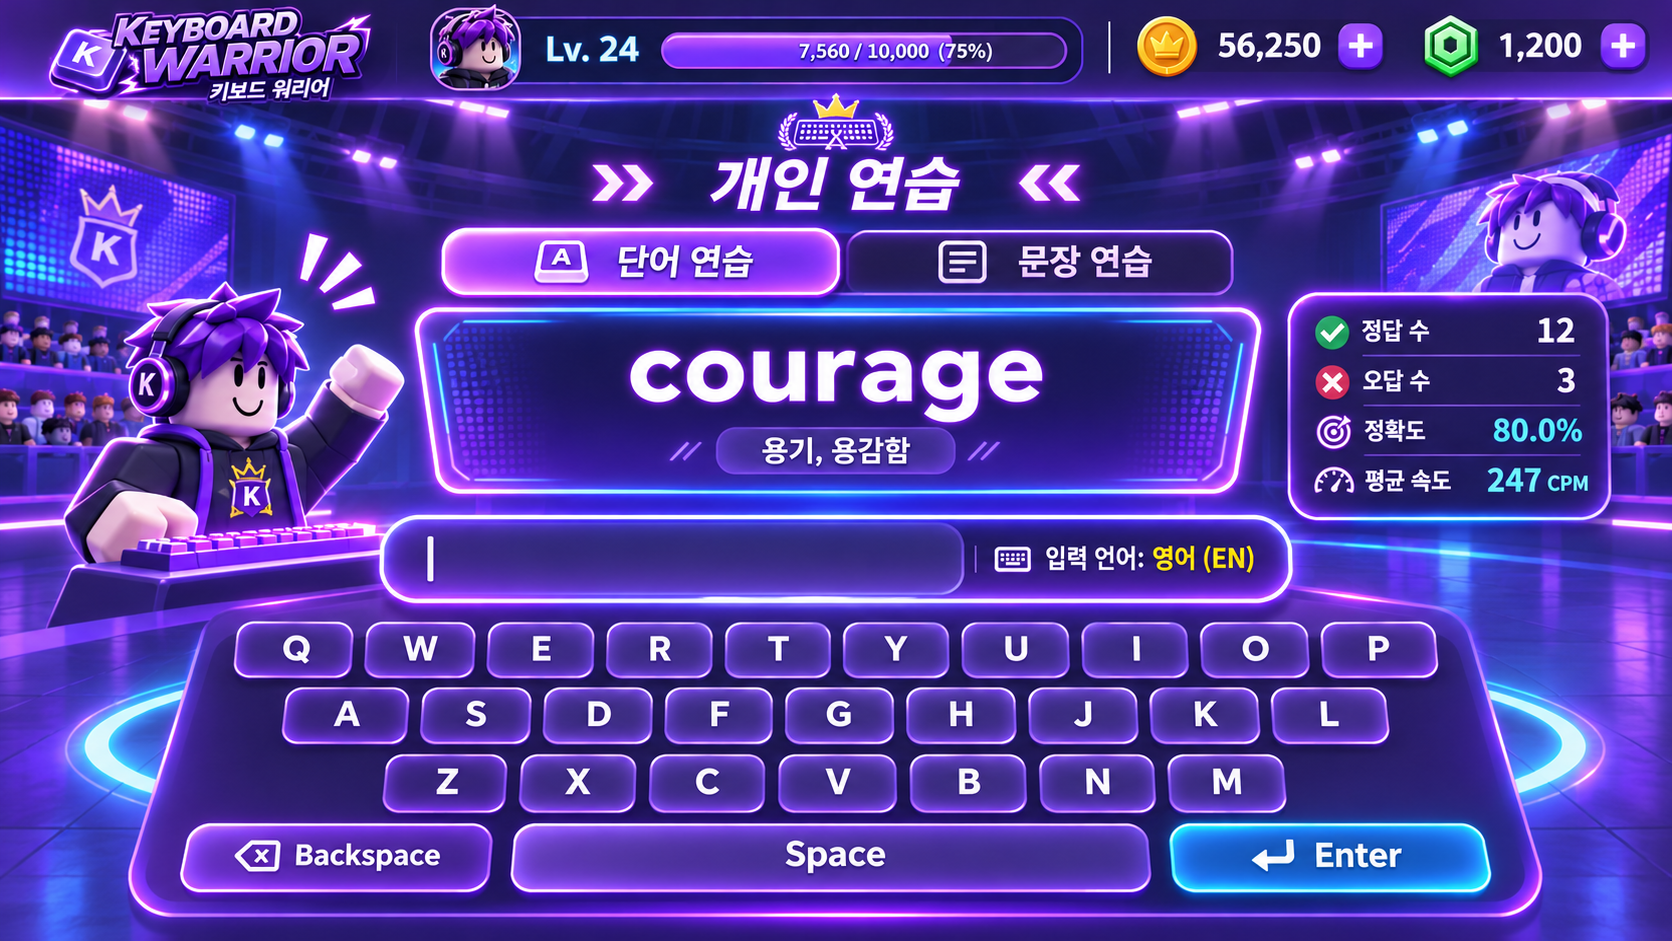 KEYBOARD
WARRIOR
키보드 워리어
Lv. 24
7,560 / 10,000 (75%)
56,250
1,200
개인 연습
A 단어 연습
문장 연습
K
courage
용기, 용감함
정답 수 12
오답 수 3
정확도 80.0%
평균 속도 247 CPM
K
K
입력 언어: 영어 (EN)
Q W E R T Y U I O P
A S D F G H J K L
Z X C V B N M
Backspace Space Enter